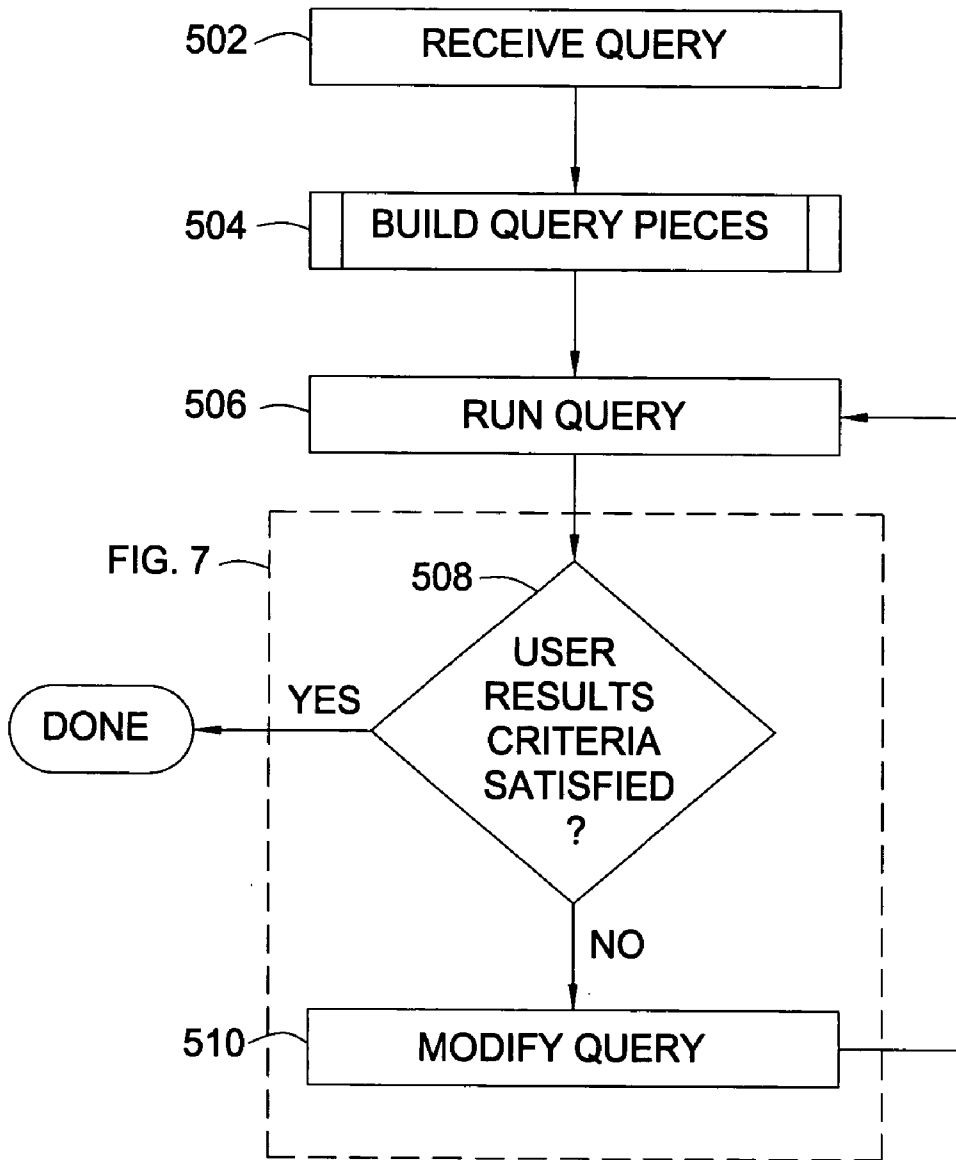 502
RECEIVE QUERY
504
BUILD QUERY PIECES
506
RUN QUERY
FIG. 7
508
USER
RESULTS
CRITERIA
SATISFIED
?
YES
DONE
NO
510
MODIFY QUERY